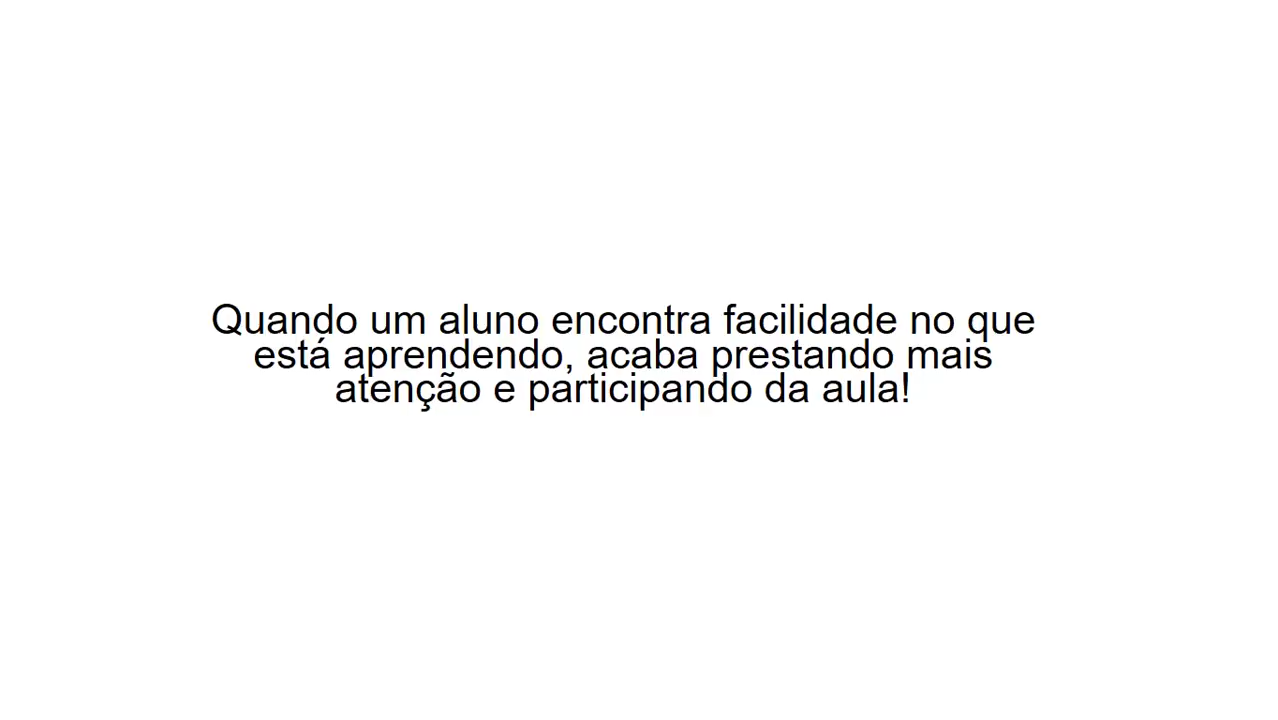 Quando um aluno encontra facilidade no que
está aprendendo, acaba prestando mais
atenção e participando da aula!